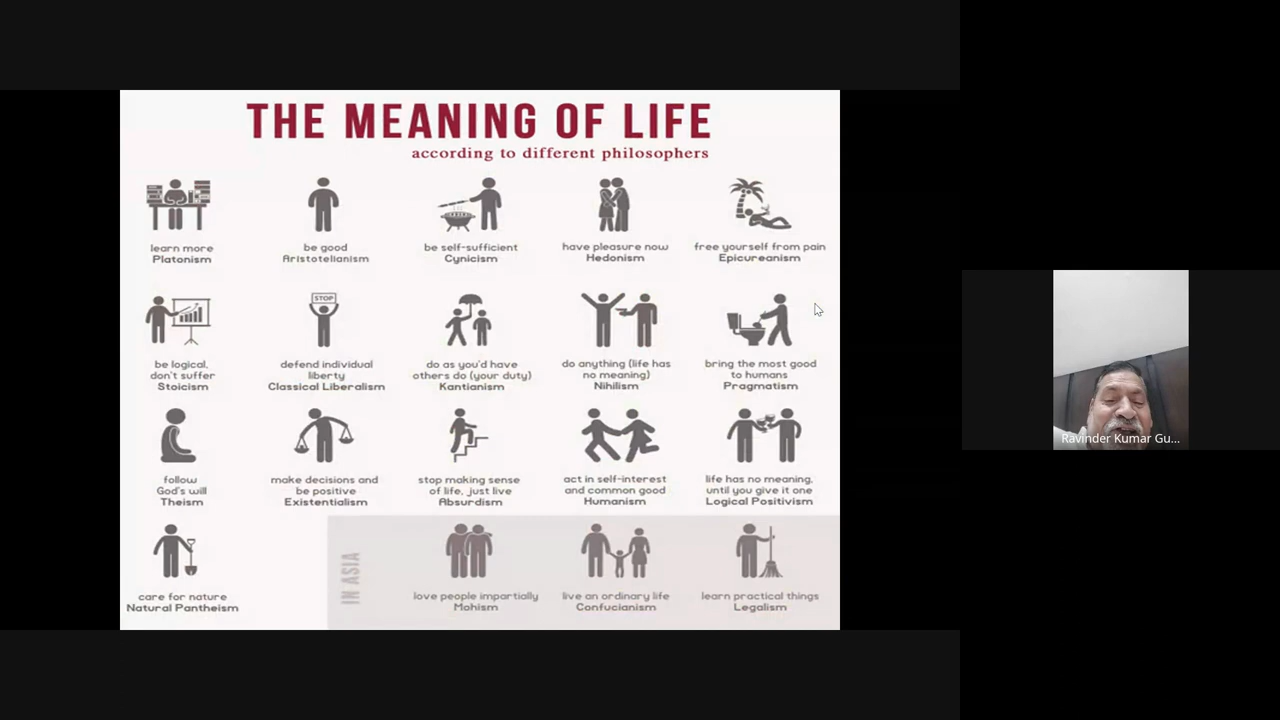 THE MEANING OF LIFE
according to different philosophers
learn more
Platonism
be good
Aristotelianism
be self-sufficient
Cynicism
have pleasure now
Hedonism
free yourself from pain
Epicureanism
be logical,
don't suffer
Stoicism
STOP
defend individual
liberty
Classical Liberalism
do as you'd have
others do (your duty)
Kantianism
do anything (life has
no meaning)
Nihilism
bring the most good
to humans
Pragmatism
follow
God's will
Theism
make decisions and
be positive
Existentialism
stop making sense
of life, just live
Absurdism
act in self-interest
and common good
Humanism
life has no meaning,
until you give it one
Logical Positivism
care for nature
Natural Pantheism
IN ASIA
love people impartially
Mohism
live an ordinary life
Confucianism
learn practical things
Legalism
Ravinder Kumar Gu...